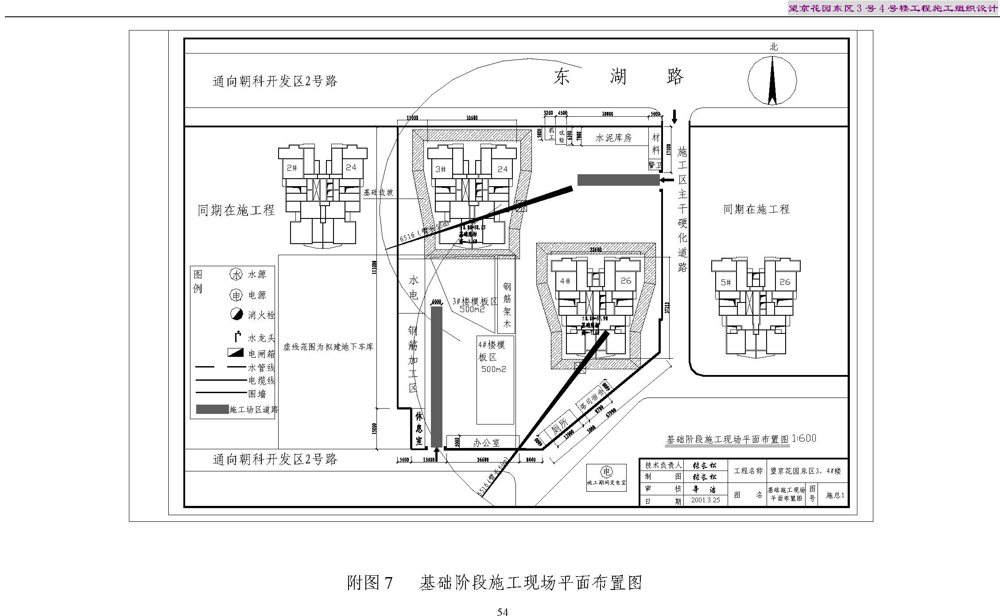 望京花园东区3号4号楼工程施工组织设计
北
通向朝科开发区2号路
东 湖 路
11000
32600
3200
4500
30800
5000
5800
机工
试验
6500
7800
水泥库房
材料
警卫
17000
施工区主干硬化道路
2#
24
3#
24
基础边坡
同期在施工程
同期在施工程
6516(臂长55m)
±0.00=38.05
基础底标
高=-7.60
113000
图例
水 水源
电 电源
消火栓
水龙头
电闸箱
水管线
电缆线
围墙
施工场区道路
虚线范围为拟建地下车库
水电
6000
3#楼模板区
500m2
钢筋架木
钢筋加工区
4#楼模
板区
500m2
32600
4#
26
±0.00=37.90
基础底标
高=-7.60
37213
5#
26
15000
休息室
5000
办公室
厕所
塔司宿舍
4000
4000
12000
3000
8700
67900
5000
13000
26600
8440
6516(臂长60m)
通向朝科开发区2号路
电
施工期间变电室
基础阶段施工现场平面布置图 1:600
技术负责人 张长松
制 图 张长松
审 核 辛 洁
日 期 2001.3.25
工程名称 望京花园东区3、4#楼
图 名
基础施工现场
平面布置图
图号
施总1
附图 7 基础阶段施工现场平面布置图
54